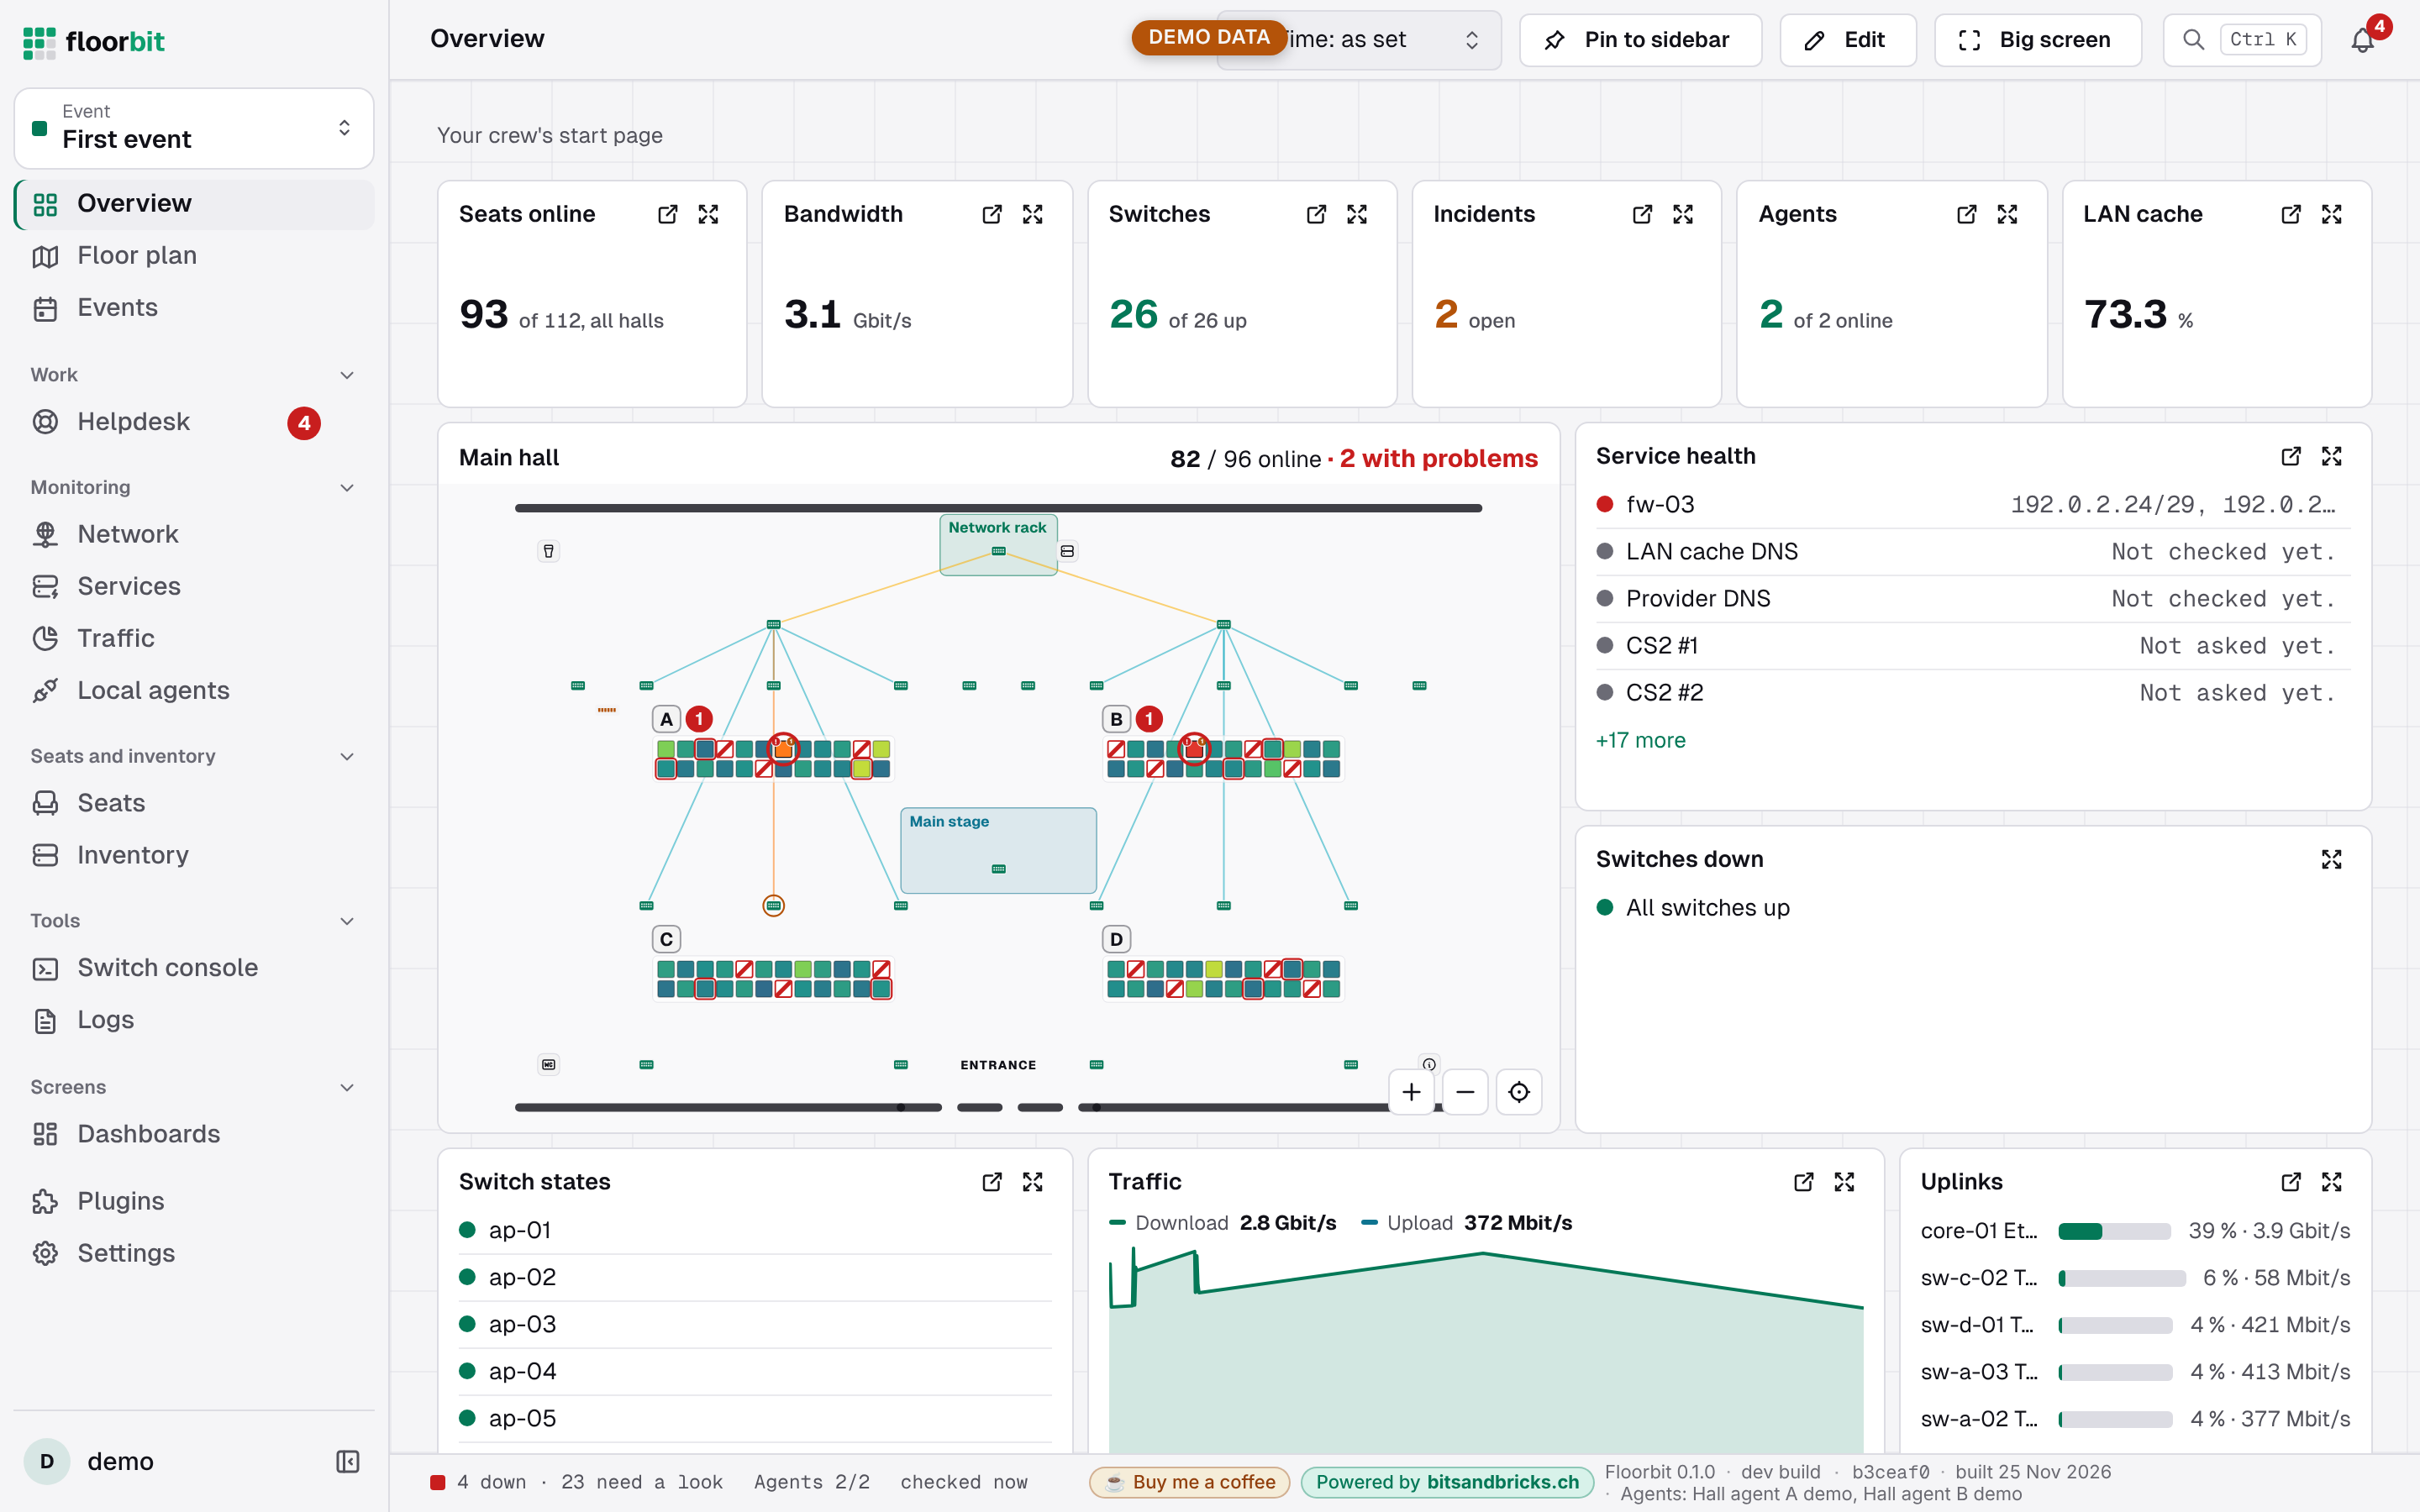 floorbit
Event
First event
Overview
Floor plan
Events
Work
Helpdesk 4
Monitoring
Network
Services
Traffic
Local agents
Seats and inventory
Seats
Inventory
Tools
Switch console
Logs
Screens
Dashboards
Plugins
Settings
D demo
Overview
DEMO DATA
ime: as set
Pin to sidebar
Edit
Big screen
Ctrl K
4
Your crew's start page
Seats online
93 of 112, all halls
Bandwidth
3.1 Gbit/s
Switches
26 of 26 up
Incidents
2 open
Agents
2 of 2 online
LAN cache
73.3 %
Main hall
82 / 96 online · 2 with problems
Network rack
A 1
B 1
Main stage
C
D
WC
ENTRANCE
Service health
fw-03 192.0.2.24/29, 192.0.2…
LAN cache DNS Not checked yet.
Provider DNS Not checked yet.
CS2 #1 Not asked yet.
CS2 #2 Not asked yet.
+17 more
Switches down
All switches up
Switch states
ap-01
ap-02
ap-03
ap-04
ap-05
Traffic
Download 2.8 Gbit/s Upload 372 Mbit/s
Uplinks
core-01 Et… 39 % · 3.9 Gbit/s
sw-c-02 T… 6 % · 58 Mbit/s
sw-d-01 T… 4 % · 421 Mbit/s
sw-a-03 T… 4 % · 413 Mbit/s
sw-a-02 T… 4 % · 377 Mbit/s
4 down · 23 need a look Agents 2/2 checked now
Buy me a coffee
Powered by bitsandbricks.ch
Floorbit 0.1.0 · dev build · b3ceaf0 · built 25 Nov 2026
· Agents: Hall agent A demo, Hall agent B demo